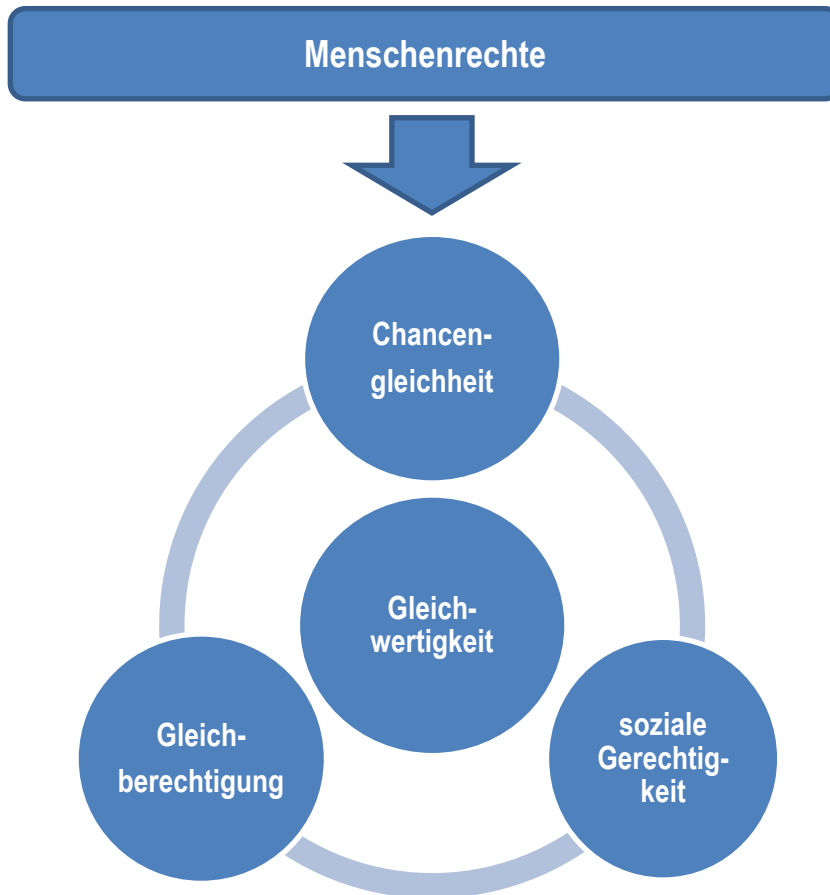 Menschenrechte
Chancen-
gleichheit
Gleich-
wertigkeit
Gleich-
berechtigung
soziale
Gerechtig-
keit